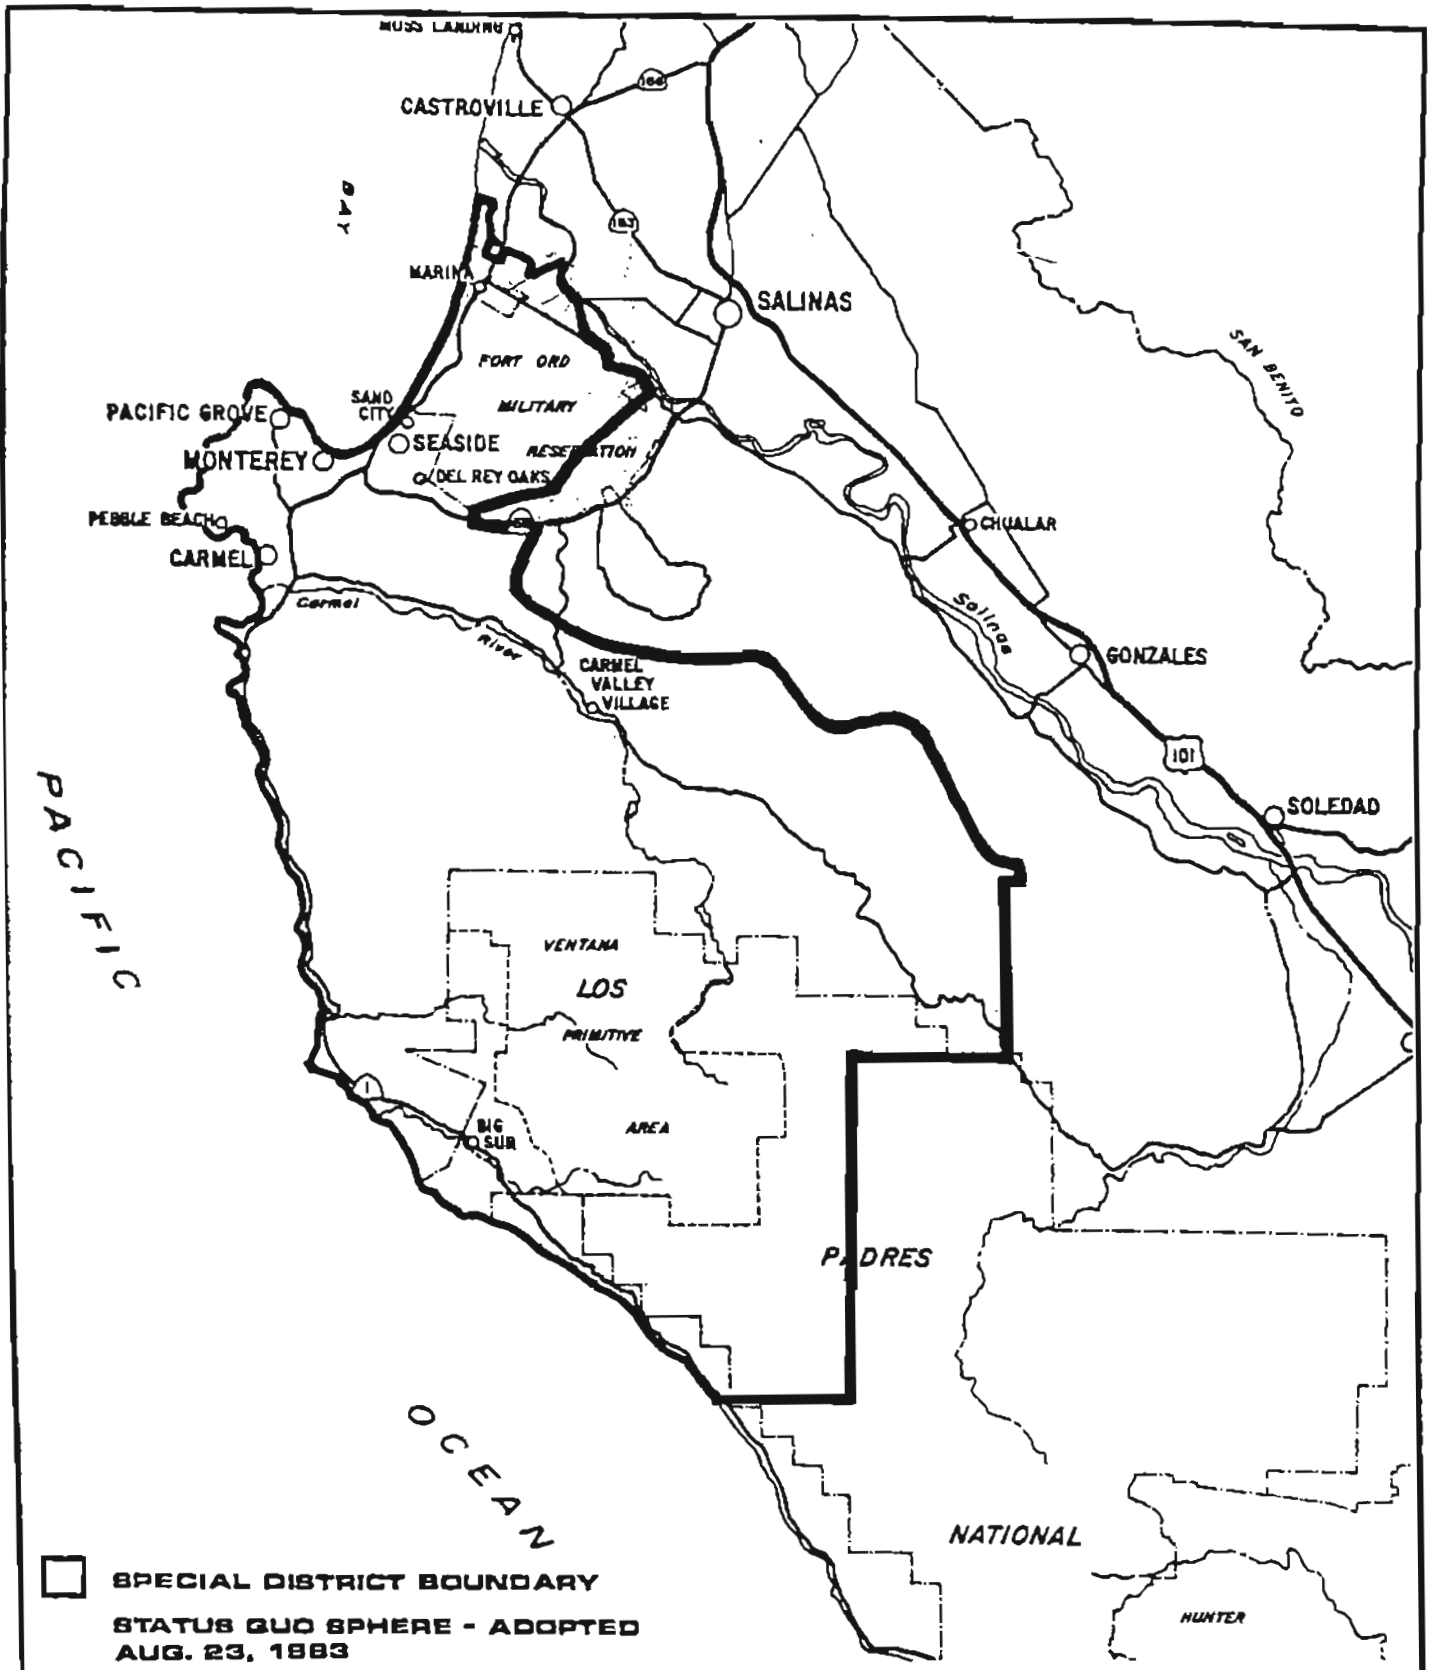 MOSS LANDING
CASTROVILLE
156
BAY
183
MARINA
SALINAS
FORT ORD
MILITARY
RESERVATION
SAN BENITO
PACIFIC GROVE
SAND
CITY
SEASIDE
MONTEREY
DEL REY OAKS
PEBBLE BEACH
CHUALAR
CARMEL
Carmel
River
Salinas
CARMEL
VALLEY
VILLAGE
GONZALES
101
PACIFIC
SOLEDAD
VENTANA
LOS
PRIMITIVE
1
BIG
SUR
AREA
PADRES
OCEAN
NATIONAL
HUNTER
SPECIAL DISTRICT BOUNDARY
STATUS QUO SPHERE - ADOPTED
AUG. 23, 1983